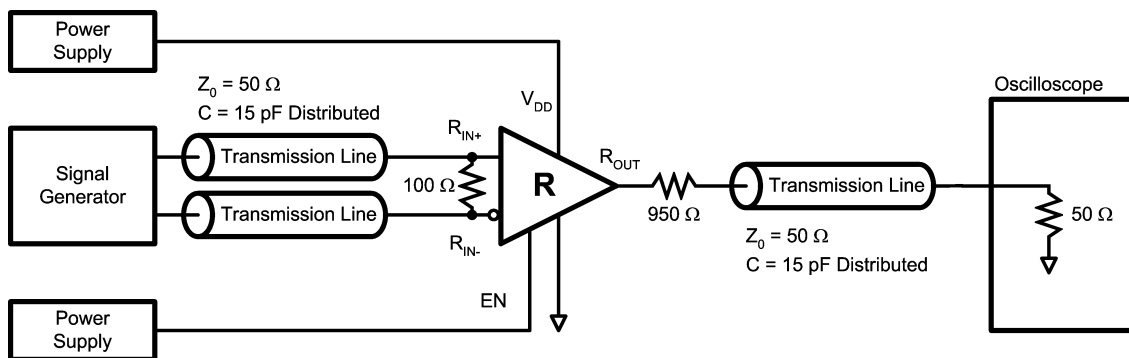 Power
Supply
Z0 = 50 Ω
C = 15 pF Distributed
VDD
Oscilloscope
Signal
Generator
Transmission Line
Transmission Line
RIN+
100 Ω
RIN-
R
ROUT
950 Ω
Transmission Line
50 Ω
Z0 = 50 Ω
C = 15 pF Distributed
EN
Power
Supply